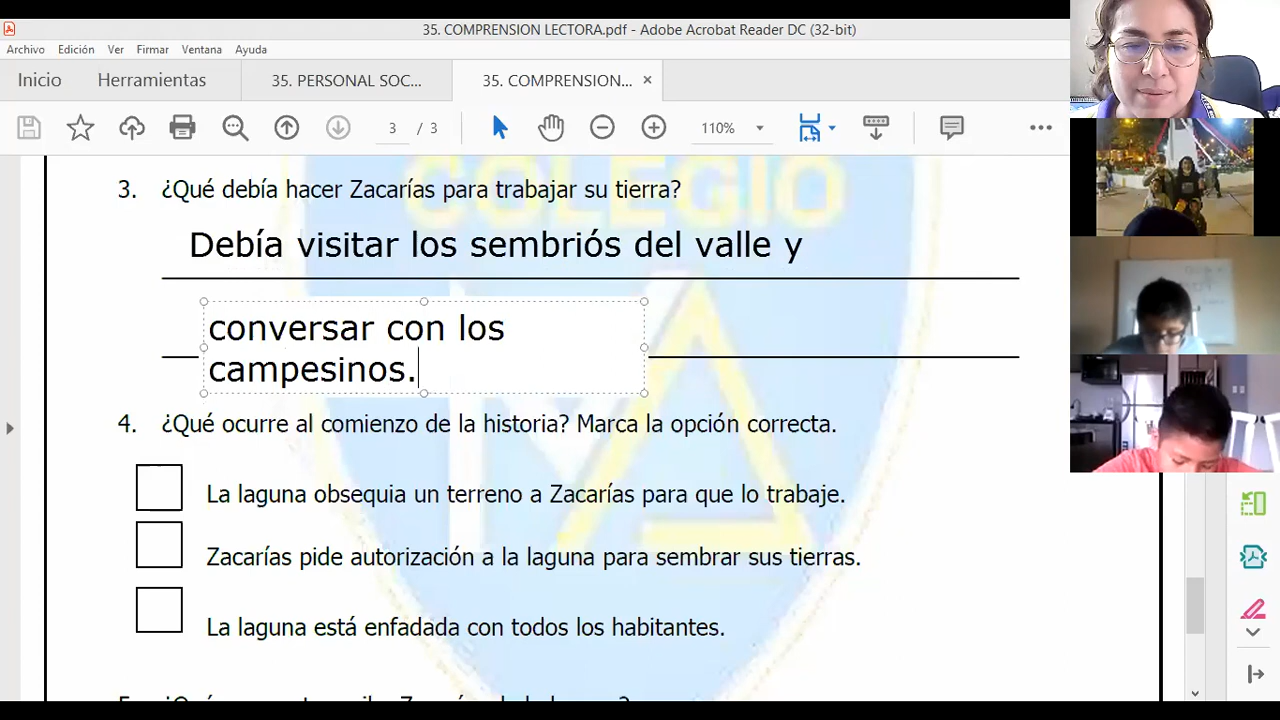 35. COMPRENSION LECTORA.pdf - Adobe Acrobat Reader DC (32-bit)
Archivo Edición Ver Firmar Ventana Ayuda
Inicio Herramientas 35. PERSONAL SOC... 35. COMPRENSION... ×
3 / 3 110%
COLEGIO
3. ¿Qué debía hacer Zacarías para trabajar su tierra?
Debía visitar los sembriós del valle y
conversar con los
campesinos.
4. ¿Qué ocurre al comienzo de la historia? Marca la opción correcta.
La laguna obsequia un terreno a Zacarías para que lo trabaje.
Zacarías pide autorización a la laguna para sembrar sus tierras.
La laguna está enfadada con todos los habitantes.